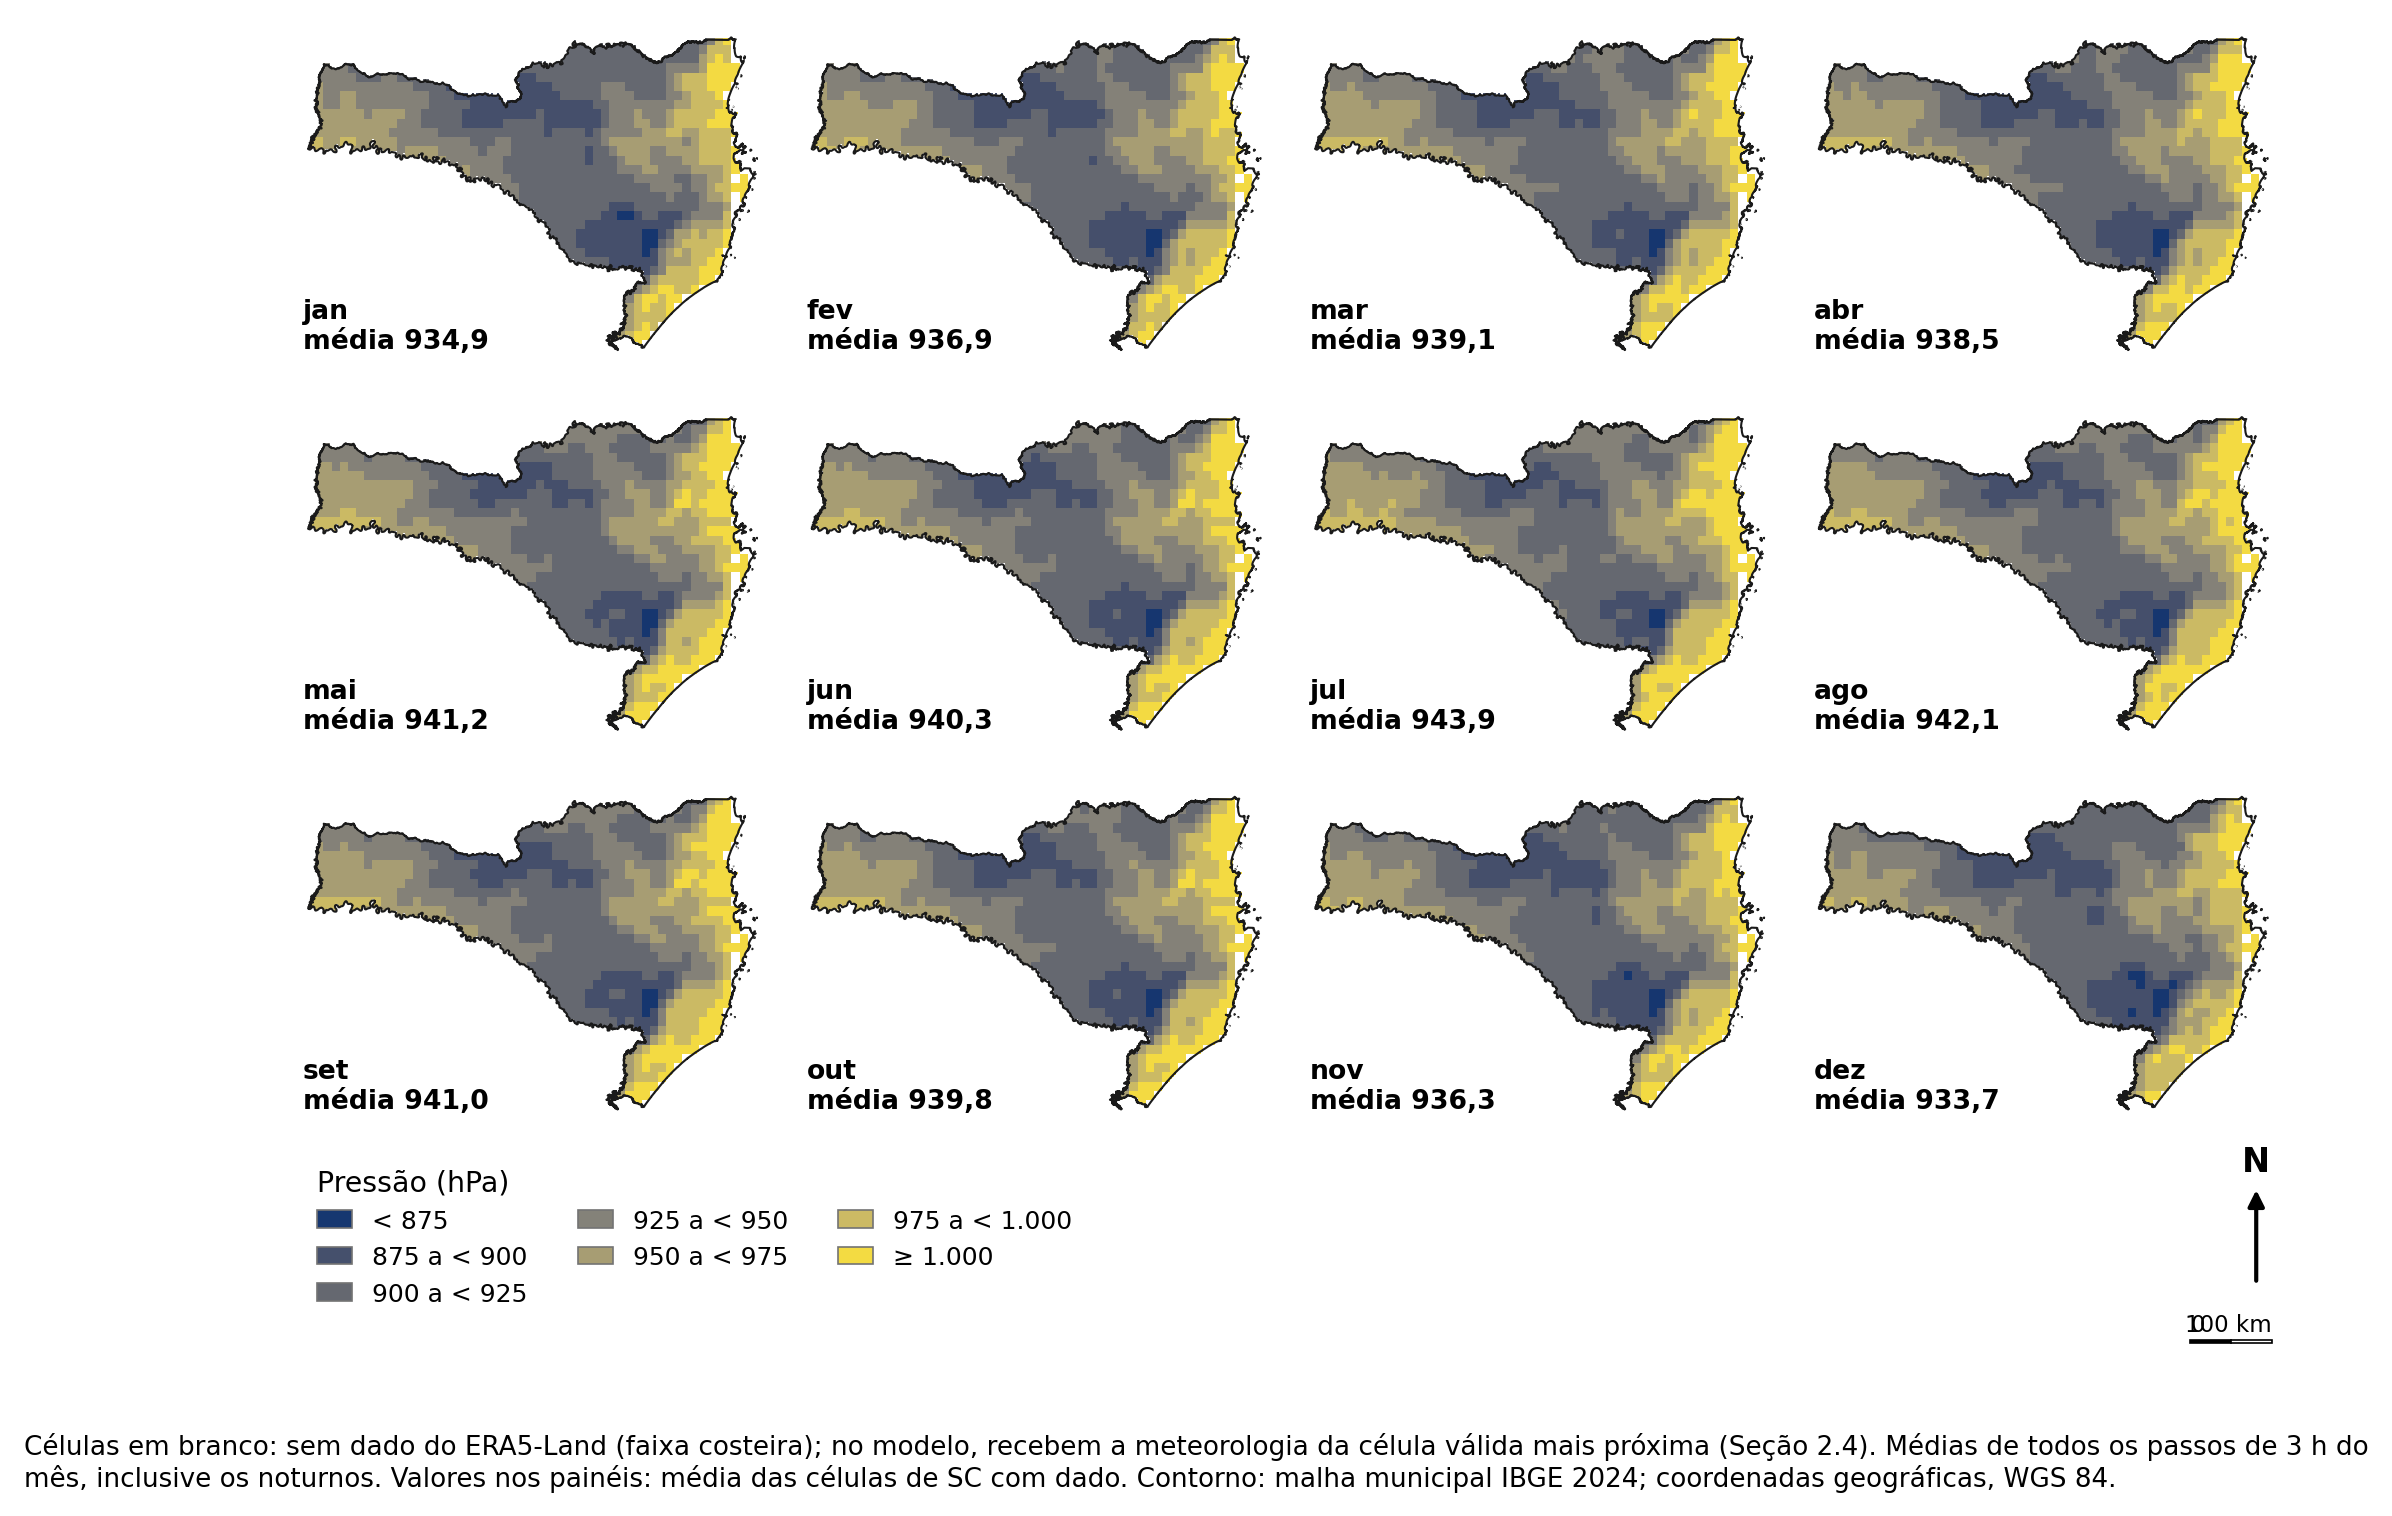 jan
média 934,9
fev
média 936,9
mar
média 939,1
abr
média 938,5
mai
média 941,2
jun
média 940,3
jul
média 943,9
ago
média 942,1
set
média 941,0
out
média 939,8
nov
média 936,3
dez
média 933,7
Pressão (hPa)
< 875
875 a < 900
900 a < 925
925 a < 950
950 a < 975
975 a < 1.000
≥ 1.000
N
0
100 km
Células em branco: sem dado do ERA5-Land (faixa costeira); no modelo, recebem a meteorologia da célula válida mais próxima (Seção 2.4). Médias de todos os passos de 3 h do
mês, inclusive os noturnos. Valores nos painéis: média das células de SC com dado. Contorno: malha municipal IBGE 2024; coordenadas geográficas, WGS 84.